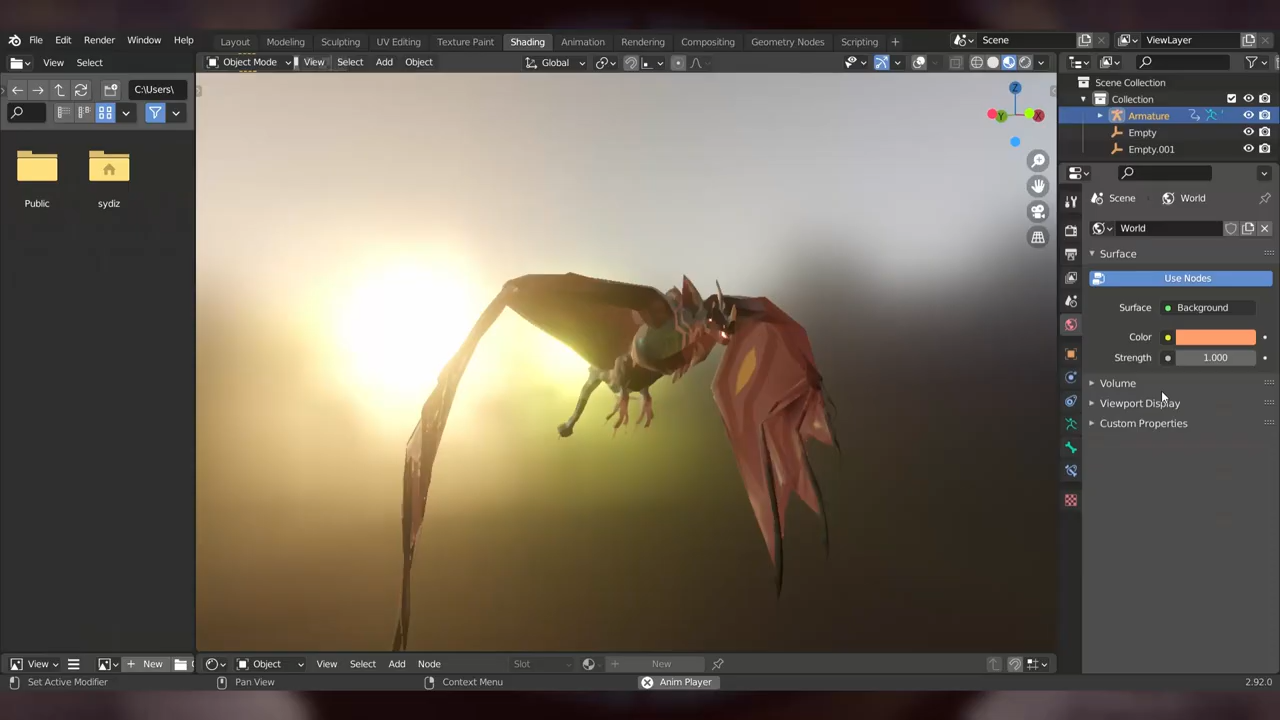 File Edit Render Window Help
Layout Modeling Sculpting UV Editing Texture Paint Shading Animation Rendering Compositing Geometry Nodes Scripting +
Scene
ViewLayer
View Select
Object Mode View Select Add Object
Global
C:\Users\
Public
sydiz
Z
Y
X
Scene Collection
Collection
Armature
Empty
Empty.001
Scene World
World
Surface
Use Nodes
Surface Background
Color
Strength 1.000
Volume
Viewport Display
Custom Properties
View
New
Object View Select Add Node
Slot
New
Set Active Modifier
Pan View
Context Menu
Anim Player
2.92.0